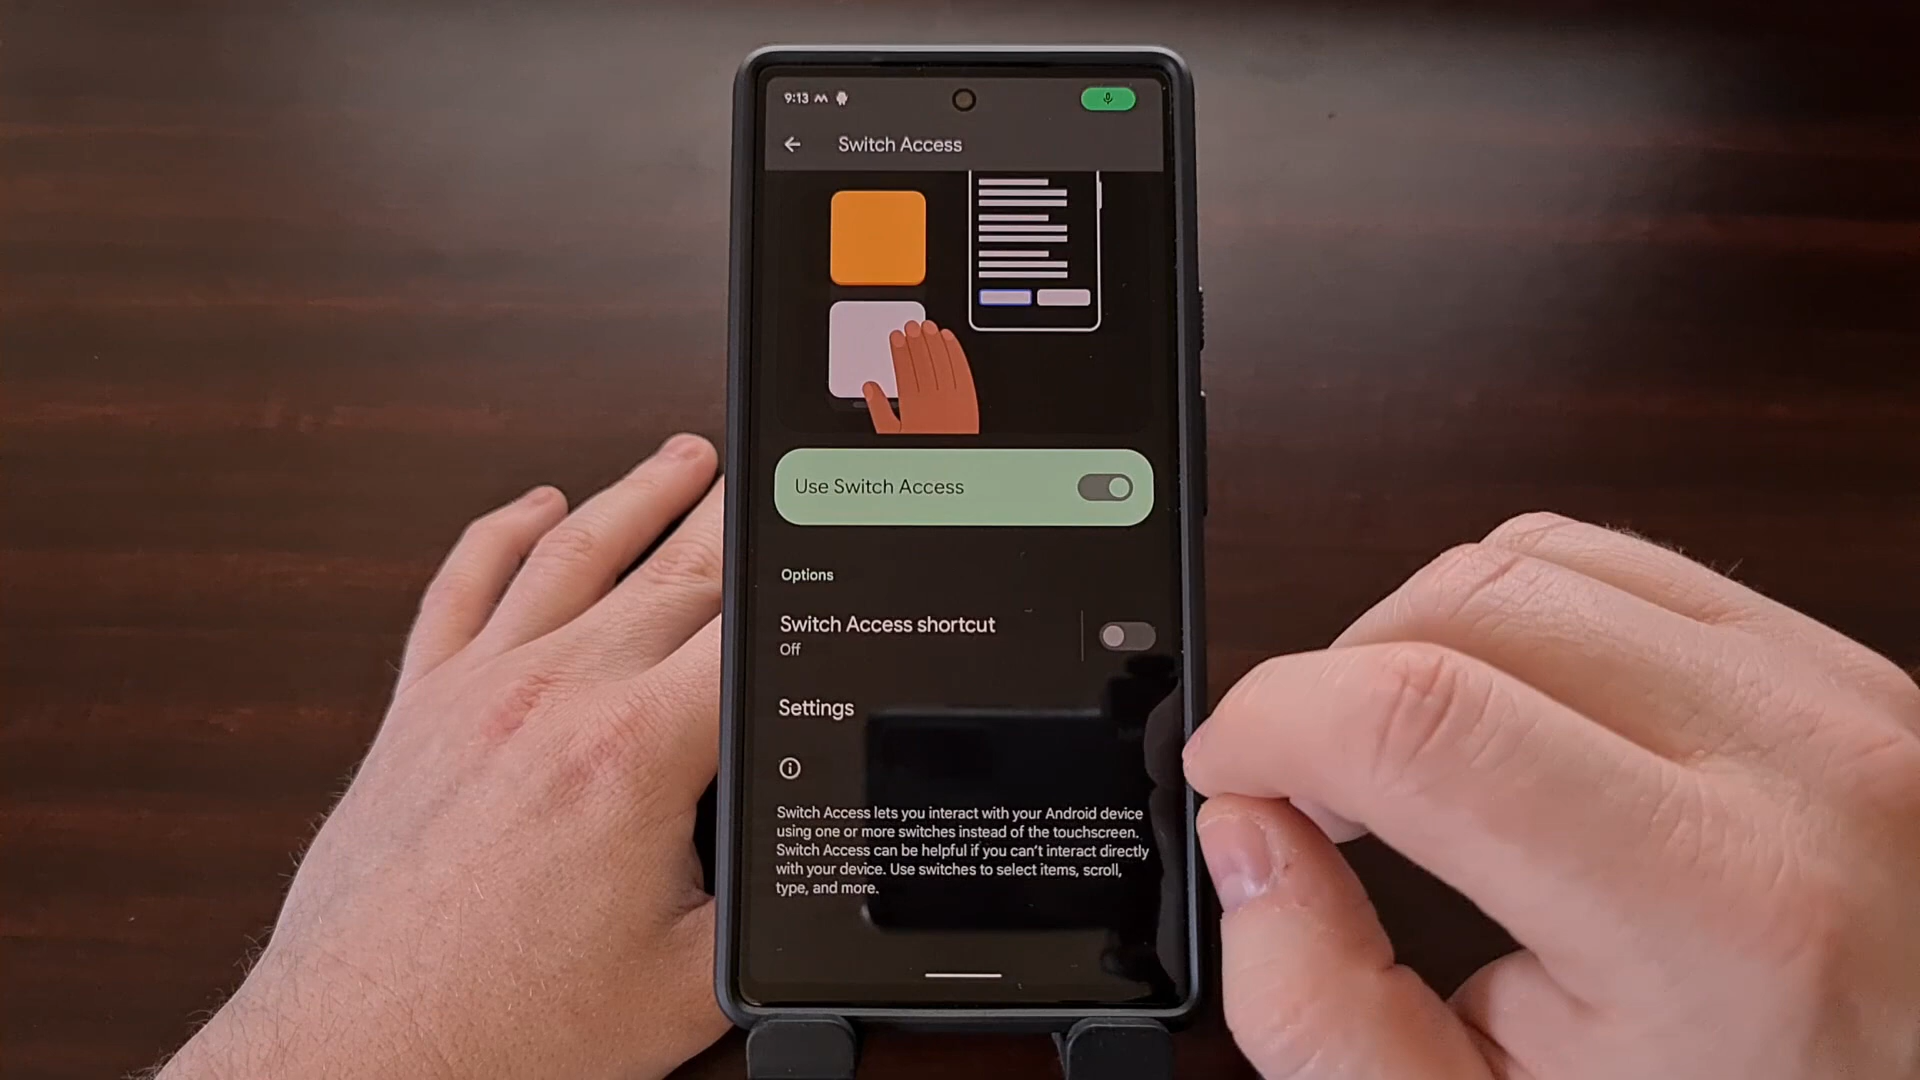 9:13
Switch Access
Use Switch Access
Options
Switch Access shortcut
Off
Settings
Switch Access lets you interact with your Android device
using one or more switches instead of the touchscreen.
Switch Access can be helpful if you can't interact directly
with your device. Use switches to select items, scroll,
type, and more.